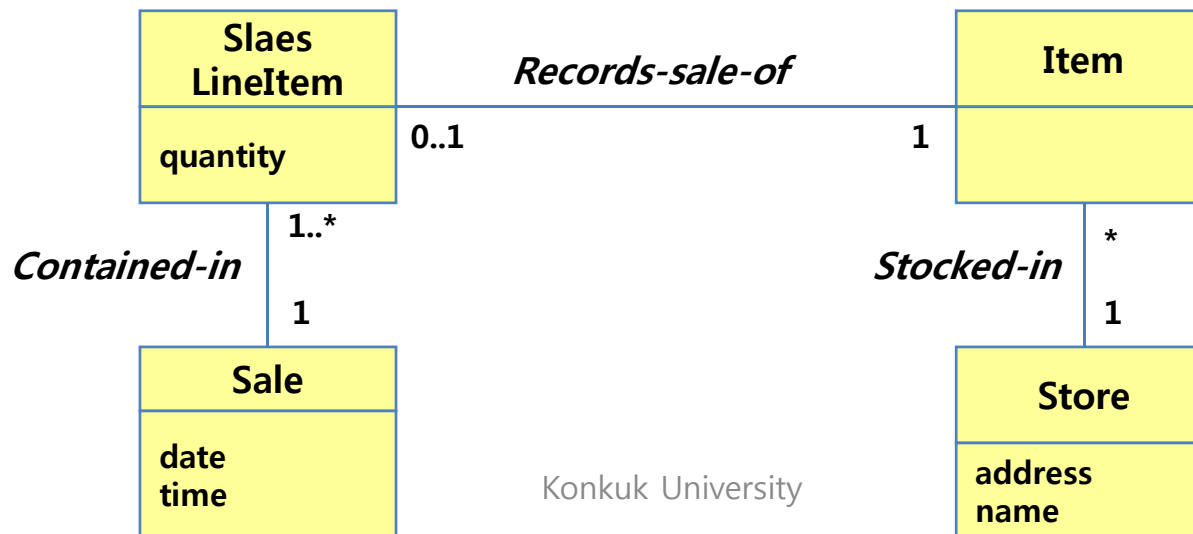 Slaes
LineItem
Records-sale-of
Item
quantity
0..1
1
1..*
*
Contained-in
Stocked-in
1
1
Sale
Store
date
time
Konkuk University
address
name